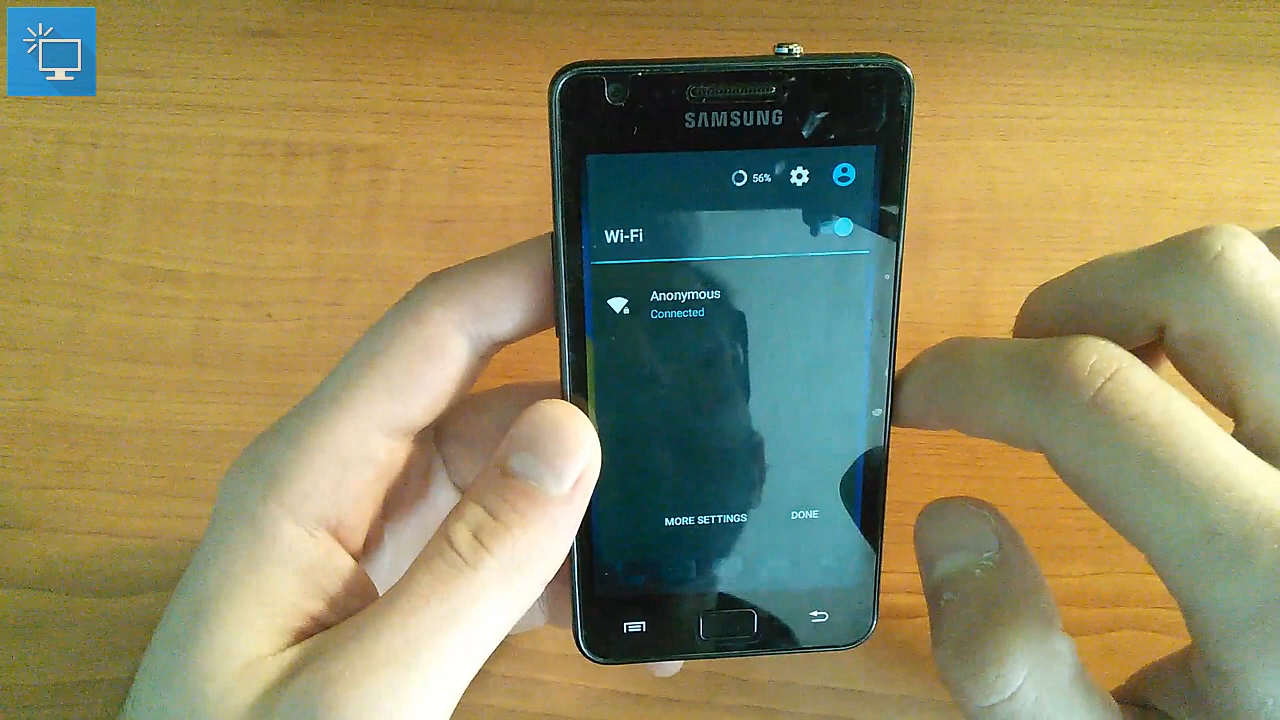 SAMSUNG
56%
Wi-Fi
Anonymous
Connected
MORE SETTINGS
DONE